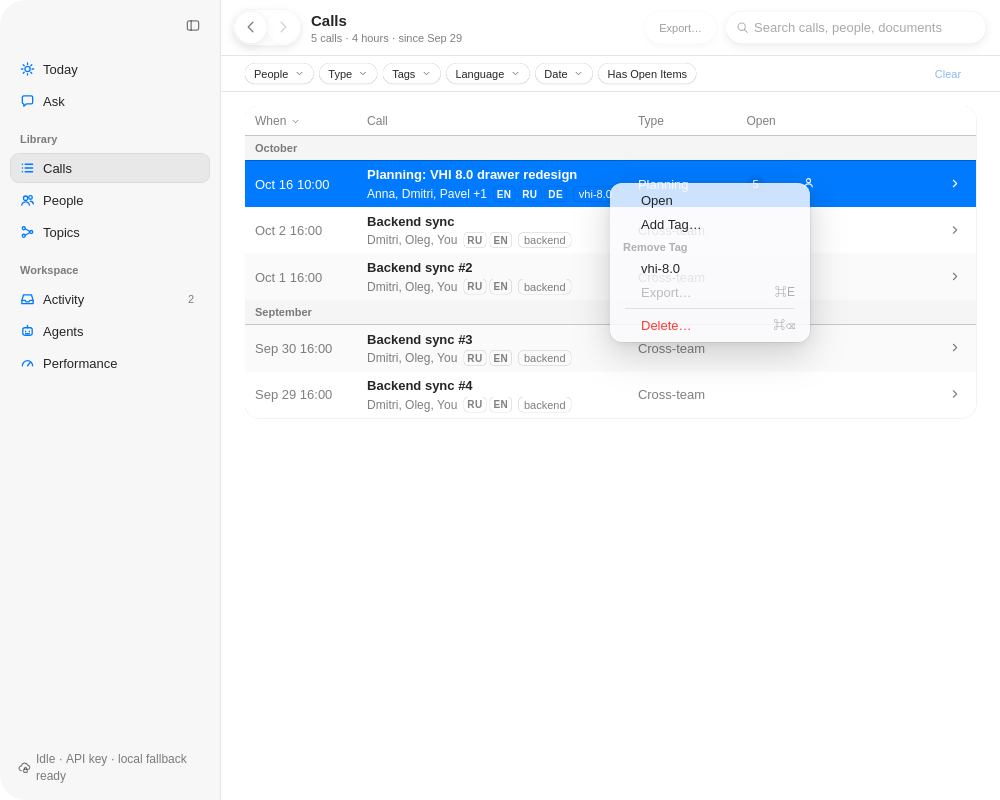 Calls
5 calls · 4 hours · since Sep 29
Export…
Search calls, people, documents
Today
Ask
Library
Calls
People
Topics
Workspace
Activity 2
Agents
Performance
Idle · API key · local fallback
ready
People Type Tags Language Date Has Open Items Clear
When Call Type Open
October
Oct 16 10:00 Planning: VHI 8.0 drawer redesign Planning 5
Anna, Dmitri, Pavel +1 EN RU DE vhi-8.0
Oct 2 16:00 Backend sync Cross-team
Dmitri, Oleg, You RU EN backend
Oct 1 16:00 Backend sync #2 Cross-team
Dmitri, Oleg, You RU EN backend
September
Sep 30 16:00 Backend sync #3 Cross-team
Dmitri, Oleg, You RU EN backend
Sep 29 16:00 Backend sync #4 Cross-team
Dmitri, Oleg, You RU EN backend
Open
Add Tag…
Remove Tag
vhi-8.0
Export… ⌘E
Delete… ⌘⌫